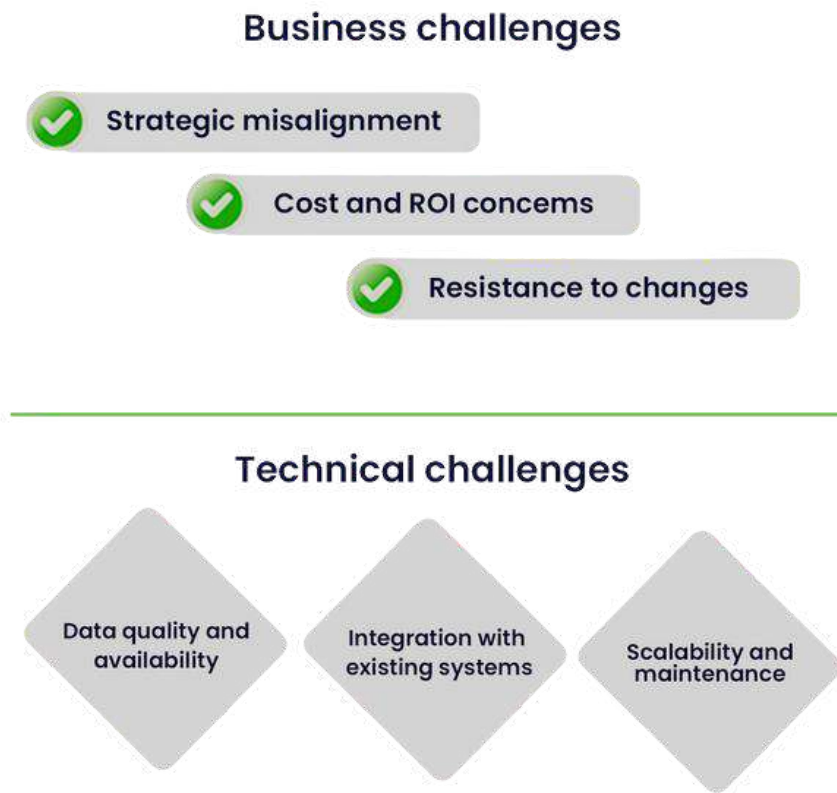 Business challenges
Strategic misalignment
Cost and ROI concems
Resistance to changes
Technical challenges
Data quality and
availability
Integration with
existing systems
Scalability and
maintenance